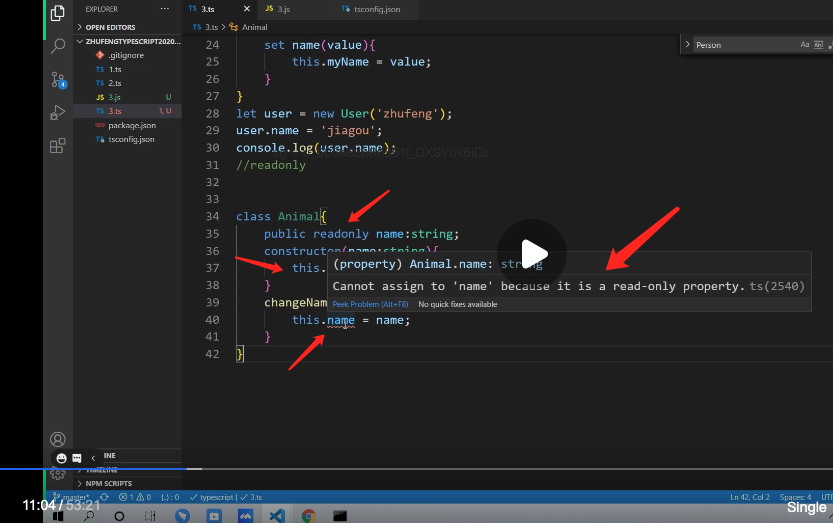 EXPLORER
···
OPEN EDITORS
ZHUFENGTYPESCRIPT2020...
.gitignore
TS 1.ts
TS 2.ts
JS 3.js U
TS 3.ts 1, U
package.json
tsconfig.json
TS 3.ts ×
JS 3.js
tsconfig.json
TS 3.ts > Animal
Person
24 set name(value){
25 this.myName = value;
26 }
27 }
28 let user = new User('zhufeng');
29 user.name = 'jiagou';
30 console.log(user.name);
31 //readonly
32
33
34 class Animal{
35 public readonly name:string;
36 constructor(name:string){
37 this.
38 }
39 changeNam
40 this.name = name;
41 }
42 }
(property) Animal.name: string
Cannot assign to 'name' because it is a read-only property. ts(2540)
Peek Problem (Alt+F8) No quick fixes available
INE
TIMELINE
NPM SCRIPTS
11:04 / 53:21
master*
1 0
{..} : 0
typescript | 3.ts
Ln 42, Col 2
Spaces: 4
UTF
Single